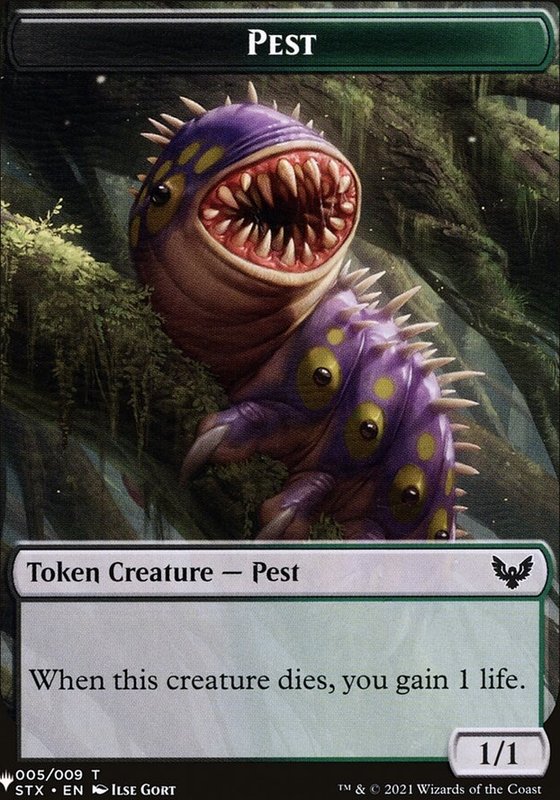 PEST
Token Creature — Pest
When this creature dies, you gain 1 life.
1/1
005/009 T
STX • EN ILSE GORT
™ & © 2021 Wizards of the Coast